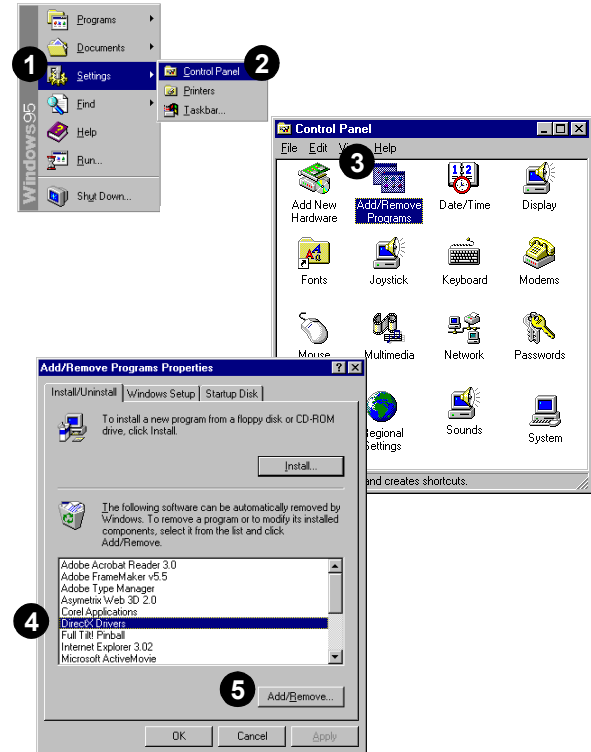 Programs
Documents
1
Settings
Find
Help
Run...
Shut Down...
Windows95
2
Control Panel
Printers
Taskbar...
Control Panel
File Edit Help
3
Add New
Hardware
Add/Remove
Programs
Date/Time
Display
Fonts
Joystick
Keyboard
Modems
Mouse
Multimedia
Network
Passwords
Regional
Settings
Sounds
System
and creates shortcuts.
Add/Remove Programs Properties
Install/Uninstall Windows Setup Startup Disk
To install a new program from a floppy disk or CD-ROM
drive, click Install.
Install...
The following software can be automatically removed by
Windows. To remove a program or to modify its installed
components, select it from the list and click
Add/Remove.
Adobe Acrobat Reader 3.0
Adobe FrameMaker v5.5
Adobe Type Manager
Asymetrix Web 3D 2.0
Corel Applications
4
DirectX Drivers
Full Tilt! Pinball
Internet Explorer 3.02
Microsoft ActiveMovie
5
Add/Remove...
OK Cancel Apply